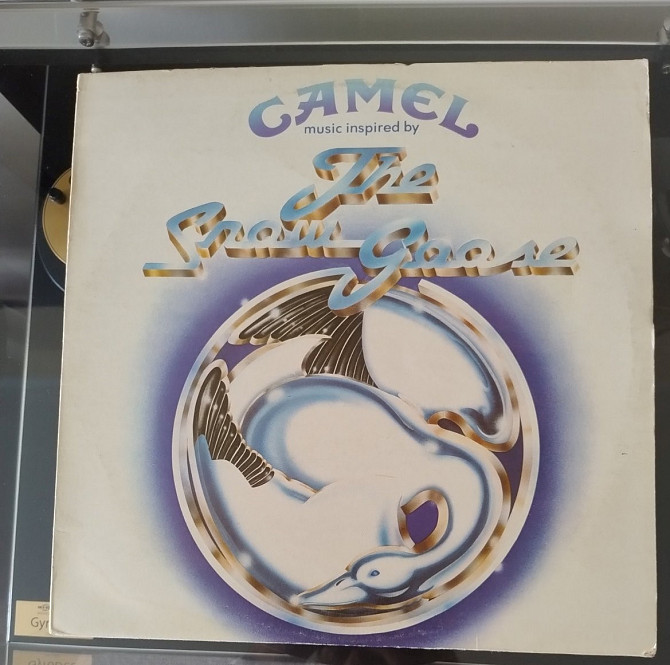 CAMEL
music inspired by
The
Snow Goose